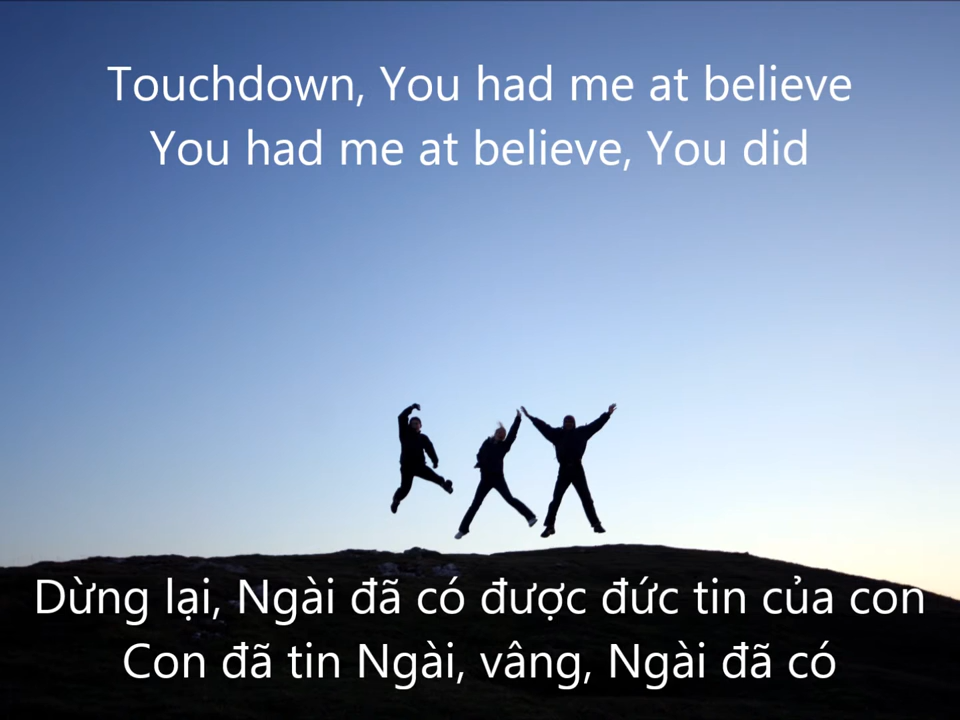 Touchdown, You had me at believe
You had me at believe, You did
Dừng lại, Ngài đã có được đức tin của con
Con đã tin Ngài, vâng, Ngài đã có